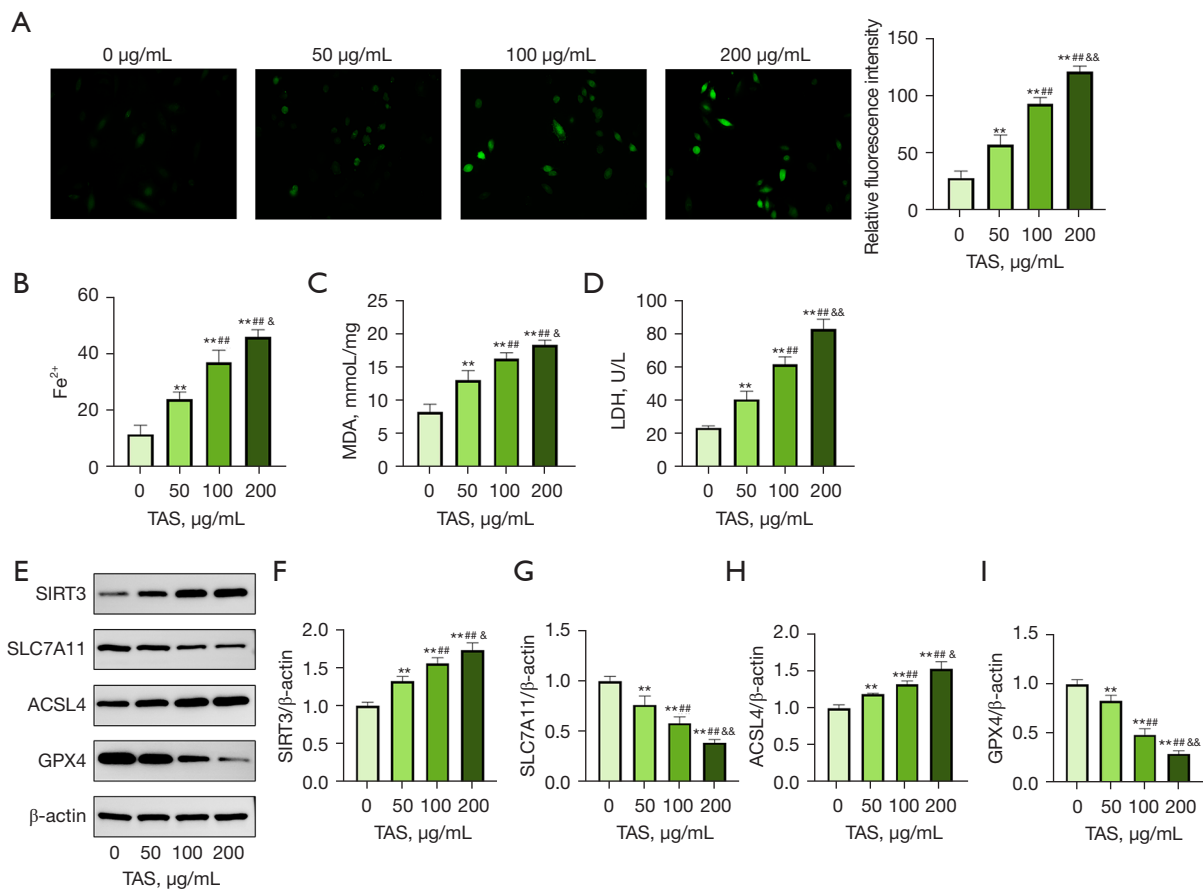 A
0 µg/mL
50 µg/mL
100 µg/mL
200 µg/mL
Relative fluorescence intensity
150
100
50
0
**
**##
**##&&
0 50 100 200
TAS, µg/mL
B
Fe²⁺
60
40
20
0
**
**##
**## &
0 50 100 200
TAS, µg/mL
C
MDA, mmoL/mg
25
20
15
10
5
0
**
**##
**## &
0 50 100 200
TAS, µg/mL
D
LDH, U/L
100
80
60
40
20
0
**
**##
**##&&
0 50 100 200
TAS, µg/mL
E
SIRT3
SLC7A11
ACSL4
GPX4
β-actin
0 50 100 200
TAS, µg/mL
F
SIRT3/β-actin
2.0
1.5
1.0
0.5
0.0
**
**##
**## &
0 50 100 200
TAS, µg/mL
G
SLC7A11/β-actin
1.5
1.0
0.5
0.0
**
**##
**##&&
0 50 100 200
TAS, µg/mL
H
ACSL4/β-actin
2.0
1.5
1.0
0.5
0.0
**
**##
**## &
0 50 100 200
TAS, µg/mL
I
GPX4/β-actin
1.5
1.0
0.5
0.0
**
**##
**##&&
0 50 100 200
TAS, µg/mL